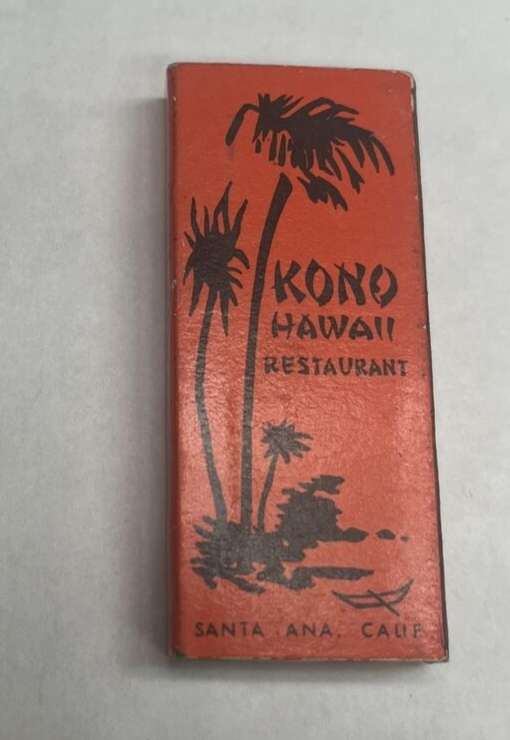 KONO
HAWAII
RESTAURANT
SANTA ANA, CALIF